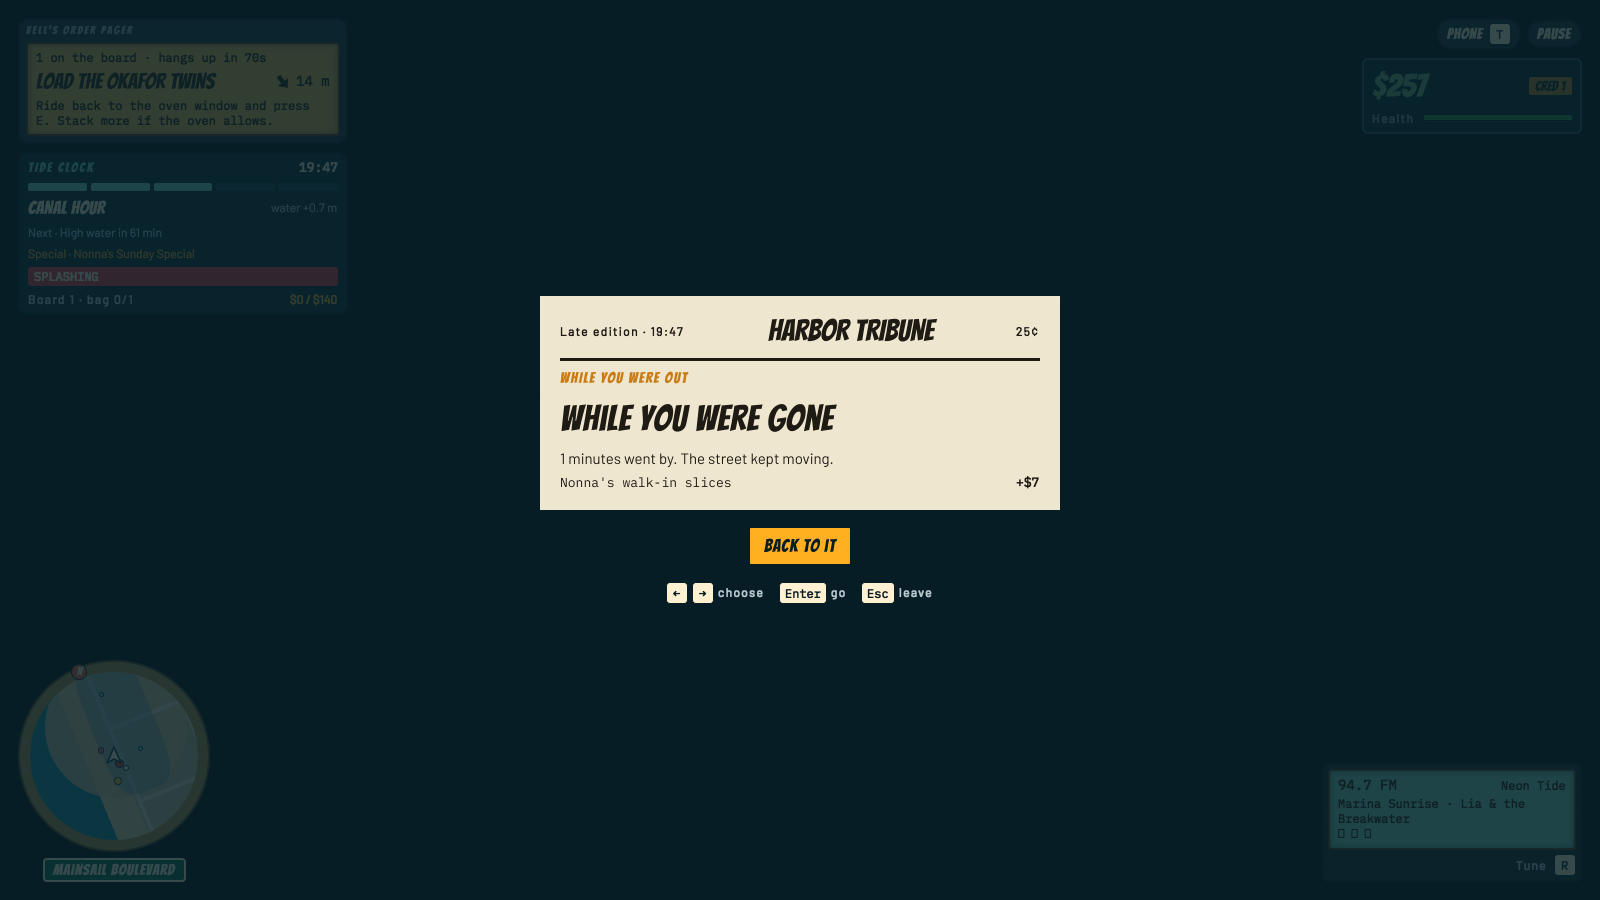 BELL'S ORDER PAGER
1 on the board · hangs up in 70s
LOAD THE OKAFOR TWINS
14 m
Ride back to the oven window and press
E. Stack more if the oven allows.
TIDE CLOCK
19:47
CANAL HOUR
water +0.7 m
Next · High water in 61 min
Special · Nonna's Sunday Special
SPLASHING
Board 1 · bag 0/1
$0 / $140
PHONE T
PAUSE
$257
CRED 1
Health
Late edition · 19:47
HARBOR TRIBUNE
25¢
WHILE YOU WERE OUT
WHILE YOU WERE GONE
1 minutes went by. The street kept moving.
Nonna's walk-in slices
+$7
BACK TO IT
← → choose Enter go Esc leave
N
MAINSAIL BOULEVARD
94.7 FM
Neon Tide
Marina Sunrise · Lia & the
Breakwater
Tune R